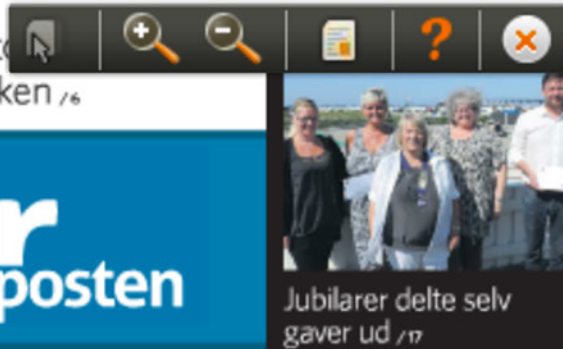 ken /6
r
posten
Jubilarer delte selv
gaver ud /17